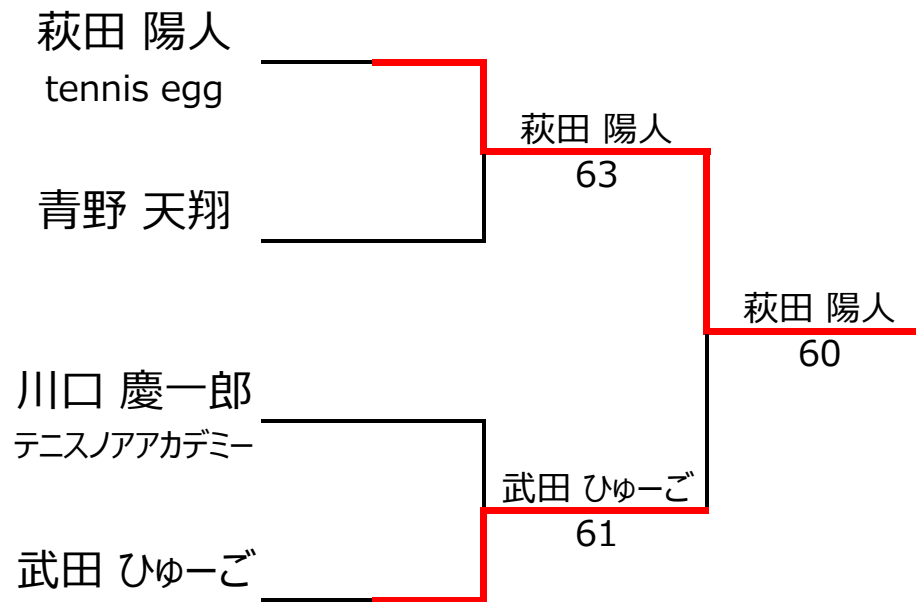 萩田 陽人
tennis egg
青野 天翔
川口 慶一郎
テニスノアアカデミー
武田 ひゅーご
萩田 陽人
63
武田 ひゅーご
61
萩田 陽人
60